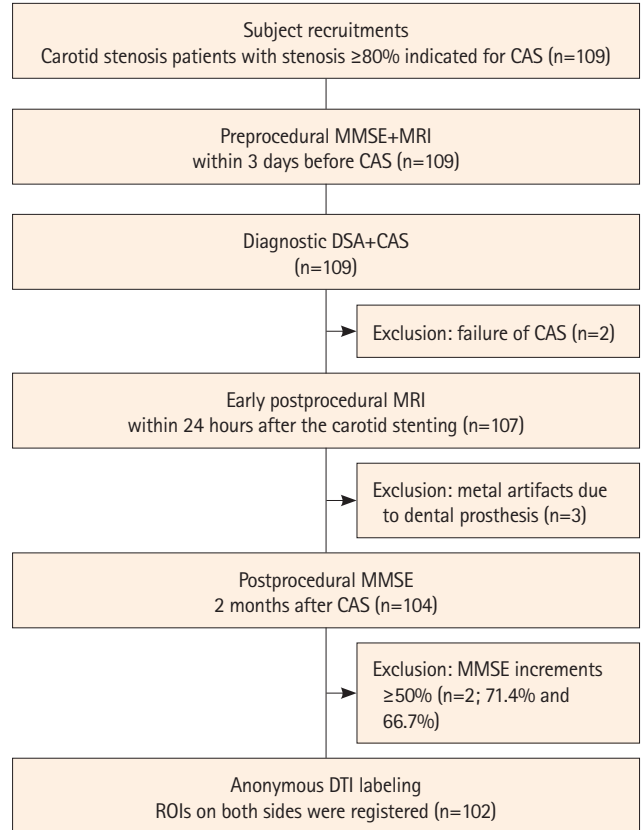 Subject recruitments
Carotid stenosis patients with stenosis ≥80% indicated for CAS (n=109)
Preprocedural MMSE+MRI
within 3 days before CAS (n=109)
Diagnostic DSA+CAS
(n=109)
Exclusion: failure of CAS (n=2)
Early postprocedural MRI
within 24 hours after the carotid stenting (n=107)
Exclusion: metal artifacts due
to dental prosthesis (n=3)
Postprocedural MMSE
2 months after CAS (n=104)
Exclusion: MMSE increments
≥50% (n=2; 71.4% and
66.7%)
Anonymous DTI labeling
ROIs on both sides were registered (n=102)